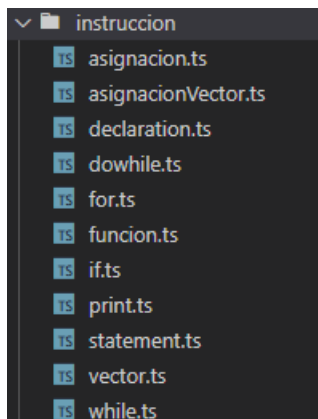 instruccion
TS asignacion.ts
TS asignacionVector.ts
TS declaration.ts
TS dowhile.ts
TS for.ts
TS funcion.ts
TS if.ts
TS print.ts
TS statement.ts
TS vector.ts
TS while.ts